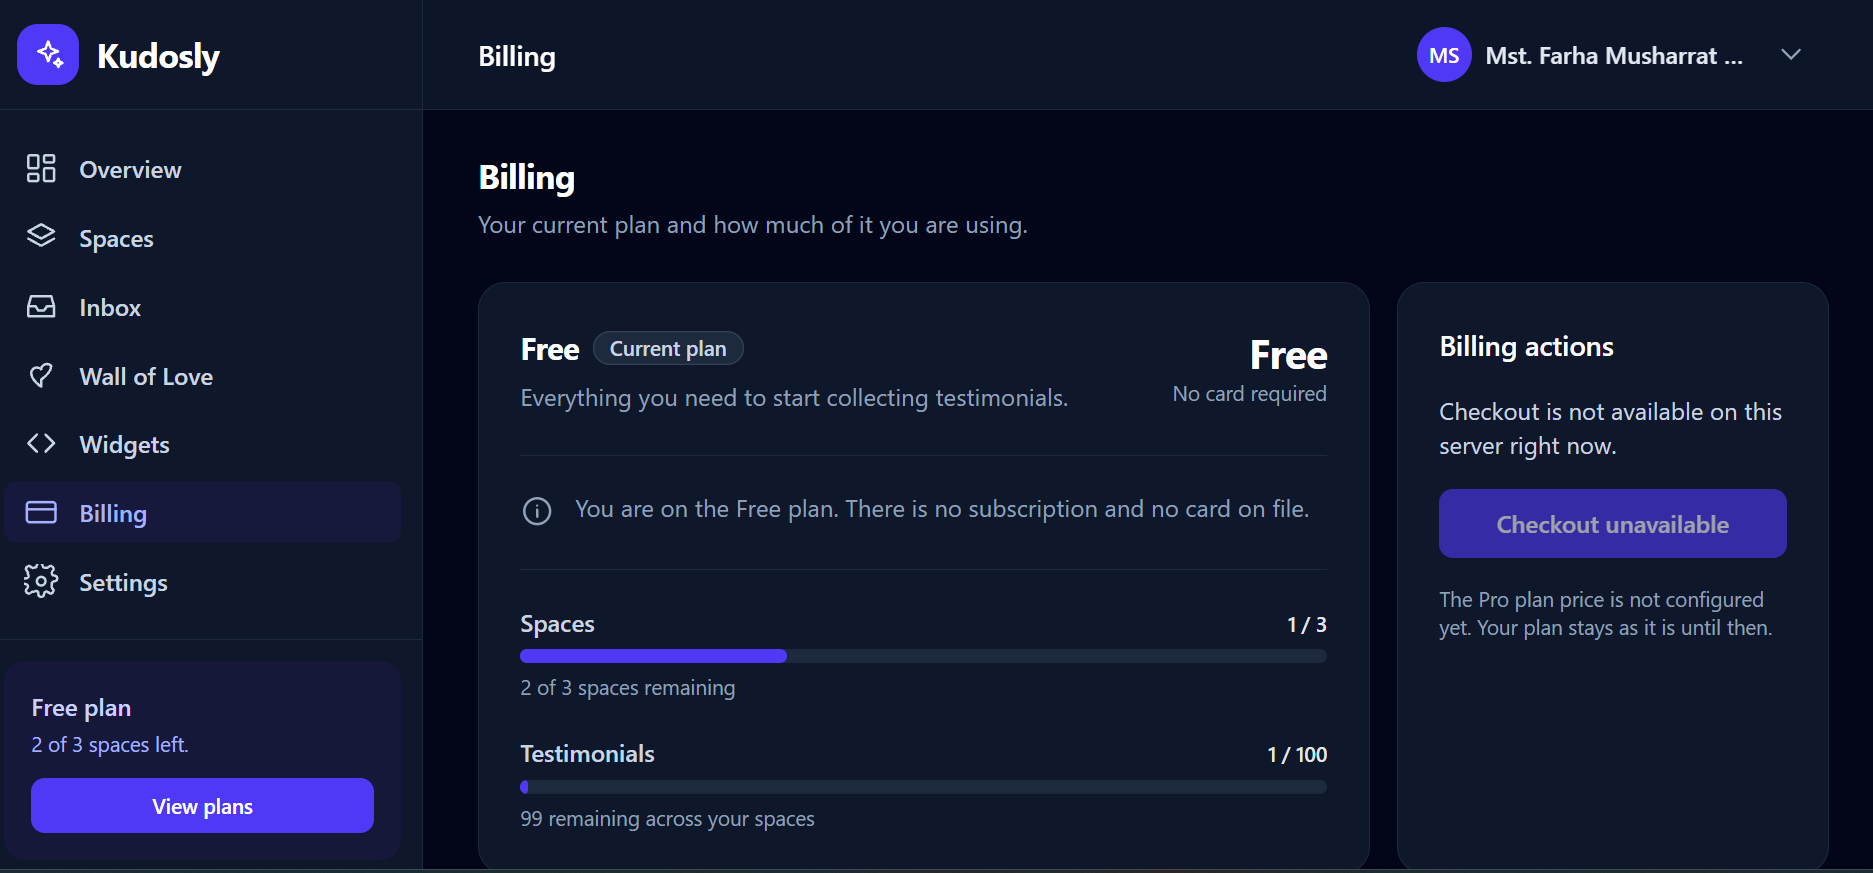 Kudosly
Billing
MS
Mst. Farha Musharrat ...
Overview
Spaces
Inbox
Wall of Love
Widgets
Billing
Settings
Free plan
2 of 3 spaces left.
View plans
Billing
Your current plan and how much of it you are using.
Free
Current plan
Everything you need to start collecting testimonials.
Free
No card required
You are on the Free plan. There is no subscription and no card on file.
Spaces
1 / 3
2 of 3 spaces remaining
Testimonials
1 / 100
99 remaining across your spaces
Billing actions
Checkout is not available on this
server right now.
Checkout unavailable
The Pro plan price is not configured
yet. Your plan stays as it is until then.